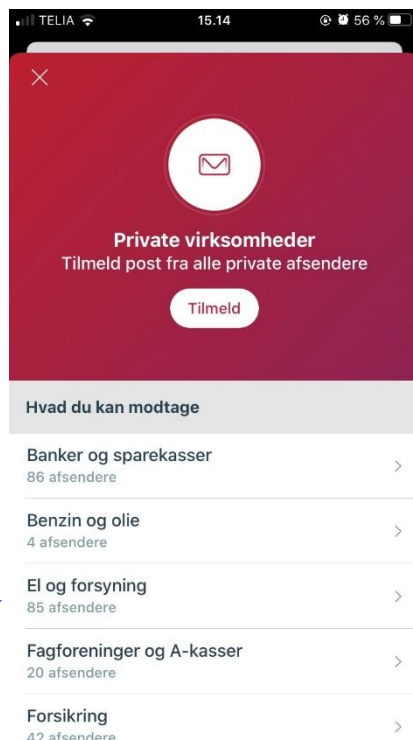 TELIA 15.14 56 %
Private virksomheder
Tilmeld post fra alle private afsendere
Tilmeld
Hvad du kan modtage
Banker og sparekasser
86 afsendere
Benzin og olie
4 afsendere
El og forsyning
85 afsendere
Fagforeninger og A-kasser
20 afsendere
Forsikring
42 afsendere